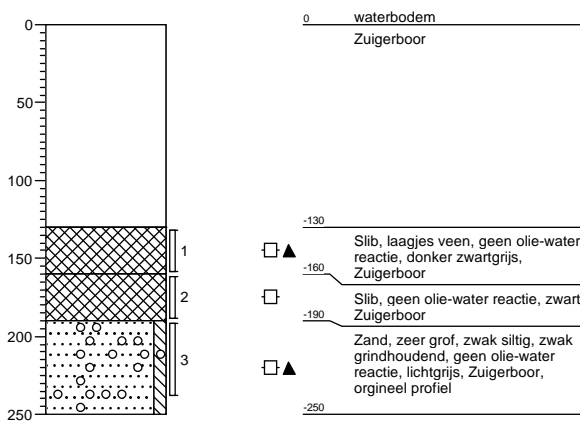 0
50
100
150
200
250
1
2
3
0 waterbodem
Zuigerboor
-130
Slib, laagjes veen, geen olie-water
reactie, donker zwartgrijs,
Zuigerboor
-160
Slib, geen olie-water reactie, zwart
Zuigerboor
-190
Zand, zeer grof, zwak siltig, zwak
grindhoudend, geen olie-water
reactie, lichtgrijs, Zuigerboor,
orgineel profiel
-250